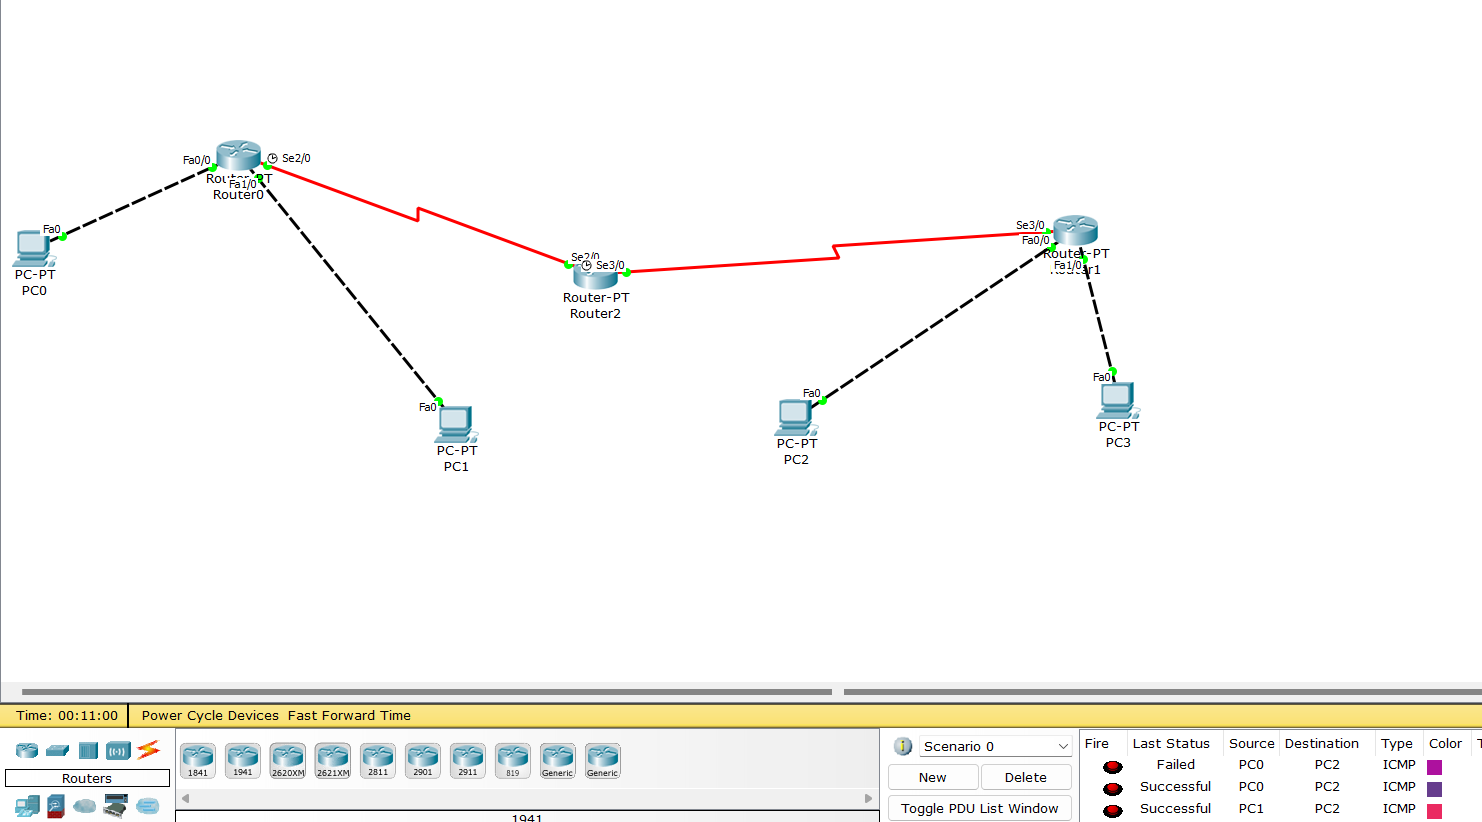 Fa0/0
Se2/0
Router-PT
Fa1/0
Router0
Fa0
PC-PT
PC0
Se3/0
Fa0/0
Router-PT
Fa1/0
Router1
Se2/0
Se3/0
Router-PT
Router2
Fa0
PC-PT
PC1
Fa0
PC-PT
PC2
Fa0
PC-PT
PC3
Time: 00:11:00 Power Cycle Devices Fast Forward Time
Routers
1841 1941 2620XM 2621XM 2811 2901 2911 819 Generic Generic
1941
Scenario 0
New Delete
Toggle PDU List Window
Fire Last Status Source Destination Type Color
Failed PC0 PC2 ICMP
Successful PC0 PC2 ICMP
Successful PC1 PC2 ICMP